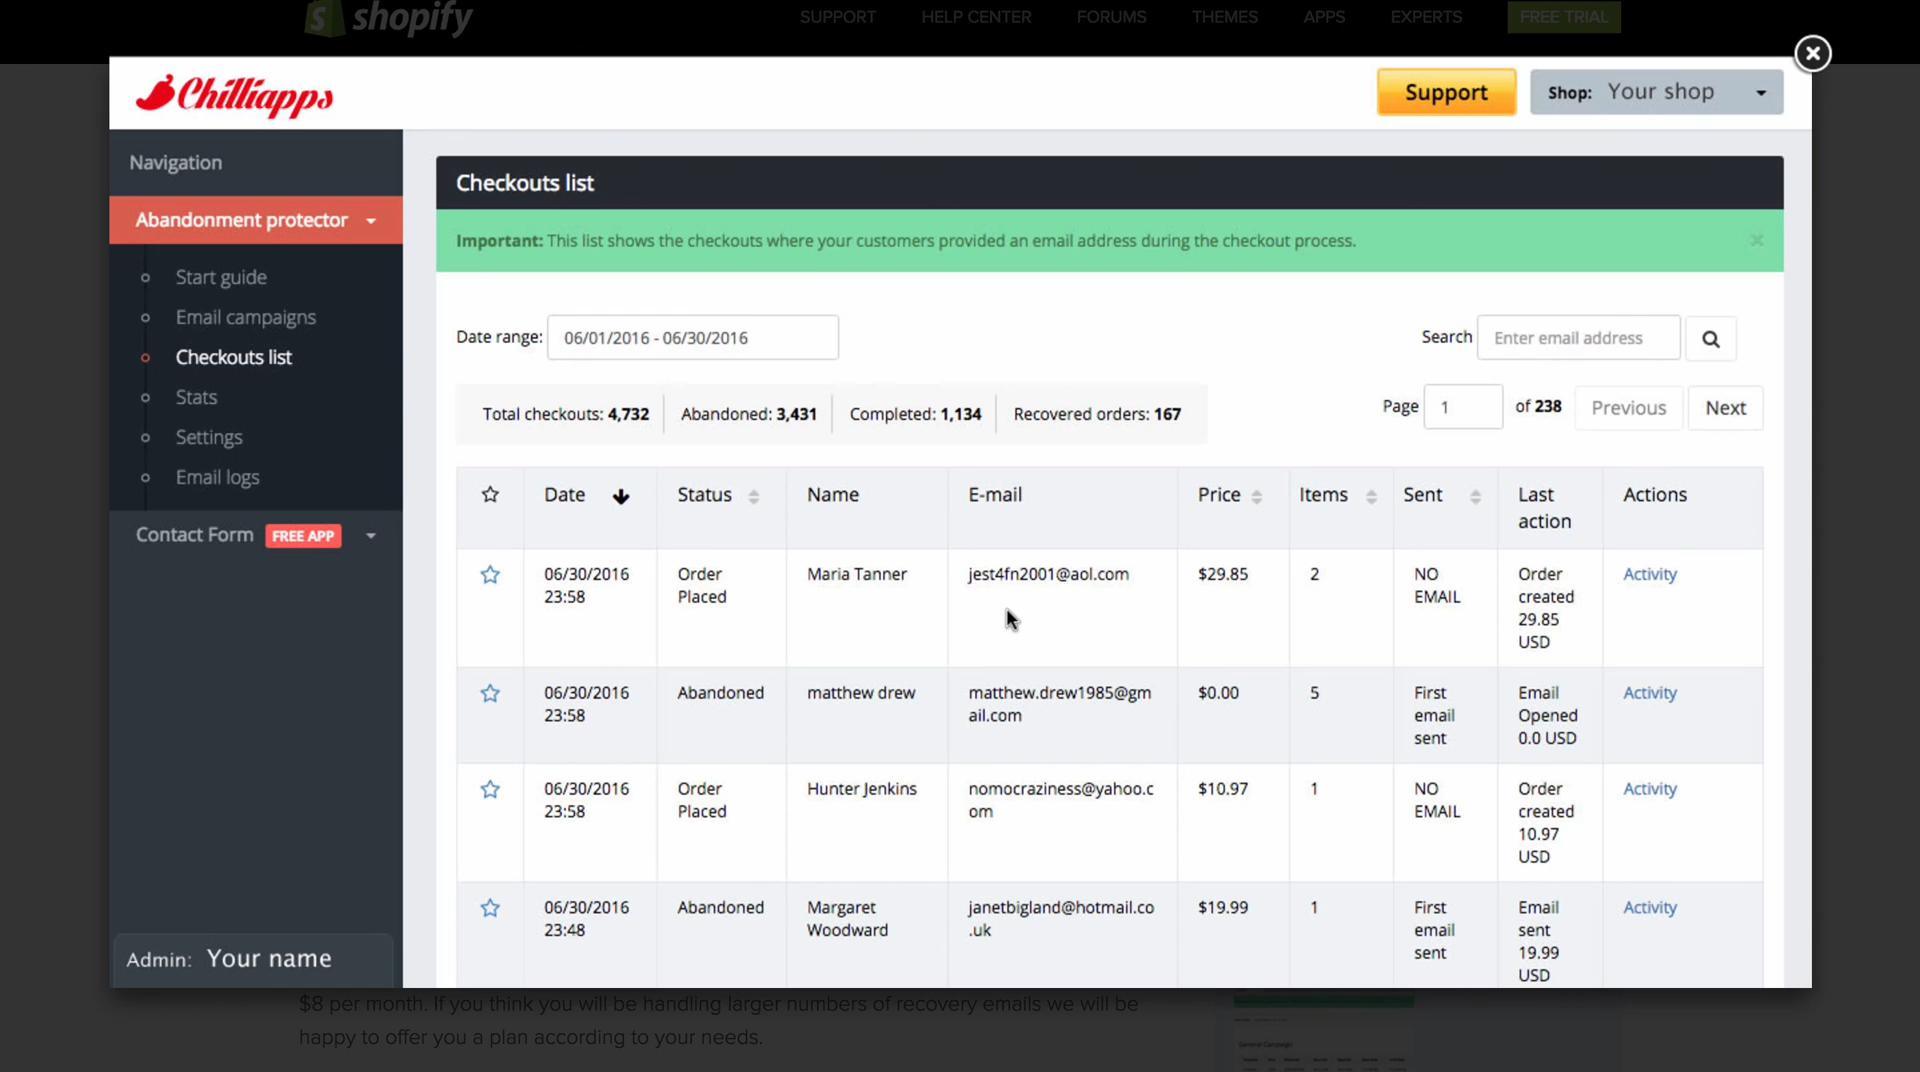 shopify
SUPPORT HELP CENTER FORUMS THEMES APPS EXPERTS FREE TRIAL
Chilliapps
Support
Shop: Your shop
Navigation
Abandonment protector
Start guide
Email campaigns
Checkouts list
Stats
Settings
Email logs
Contact Form FREE APP
Admin: Your name
Checkouts list
Important: This list shows the checkouts where your customers provided an email address during the checkout process.
Date range: 06/01/2016 - 06/30/2016
Search Enter email address
Total checkouts: 4,732 Abandoned: 3,431 Completed: 1,134 Recovered orders: 167
Page 1 of 238 Previous Next
Date Status Name E-mail Price Items Sent Last Actions
action
06/30/2016 Order Maria Tanner jest4fn2001@aol.com $29.85 2 NO Order Activity
23:58 Placed EMAIL created
29.85
USD
06/30/2016 Abandoned matthew drew matthew.drew1985@gm $0.00 5 First Email Activity
23:58 ail.com email Opened
sent 0.0 USD
06/30/2016 Order Hunter Jenkins nomocraziness@yahoo.c $10.97 1 NO Order Activity
23:58 Placed om EMAIL created
10.97
USD
06/30/2016 Abandoned Margaret janetbigland@hotmail.co $19.99 1 First Email Activity
23:48 Woodward .uk email sent
sent 19.99
USD
$8 per month. If you think you will be handling larger numbers of recovery emails we will be
happy to offer you a plan according to your needs.